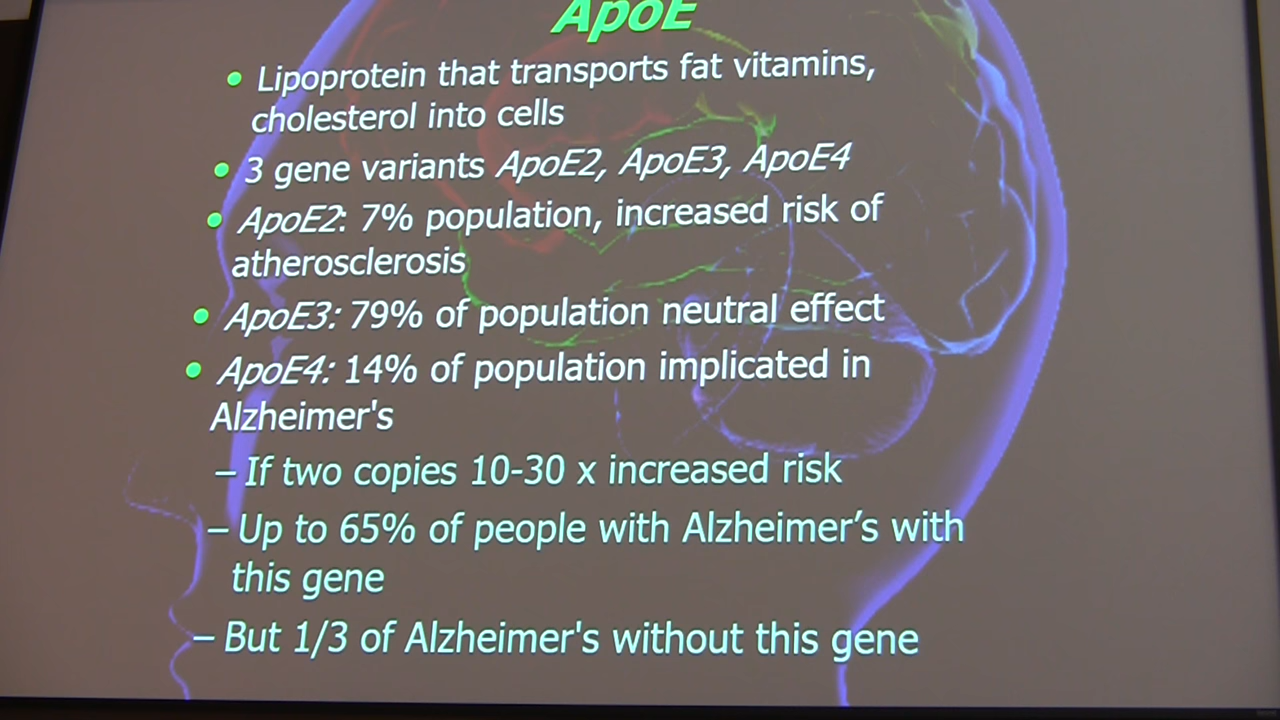 ApoE
• Lipoprotein that transports fat vitamins,
cholesterol into cells
• 3 gene variants ApoE2, ApoE3, ApoE4
• ApoE2: 7% population, increased risk of
atherosclerosis
• ApoE3: 79% of population neutral effect
• ApoE4: 14% of population implicated in
Alzheimer's
– If two copies 10-30 x increased risk
– Up to 65% of people with Alzheimer’s with
this gene
– But 1/3 of Alzheimer's without this gene